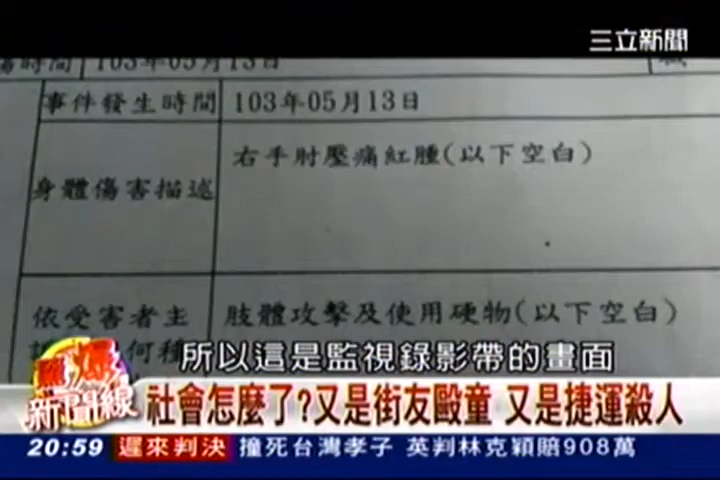 三立新聞
傷時間 103年05月13日
事件發生時間 103年05月13日
身體傷害描述 右手肘壓痛紅腫(以下空白)
依受害者主 肢體攻擊及使用硬物(以下空白)
何種
所以這是監視錄影帶的畫面
新聞線
社會怎麼了?又是街友毆童 又是捷運殺人
20:59 遲來判決 撞死台灣孝子 英判林克穎賠908萬